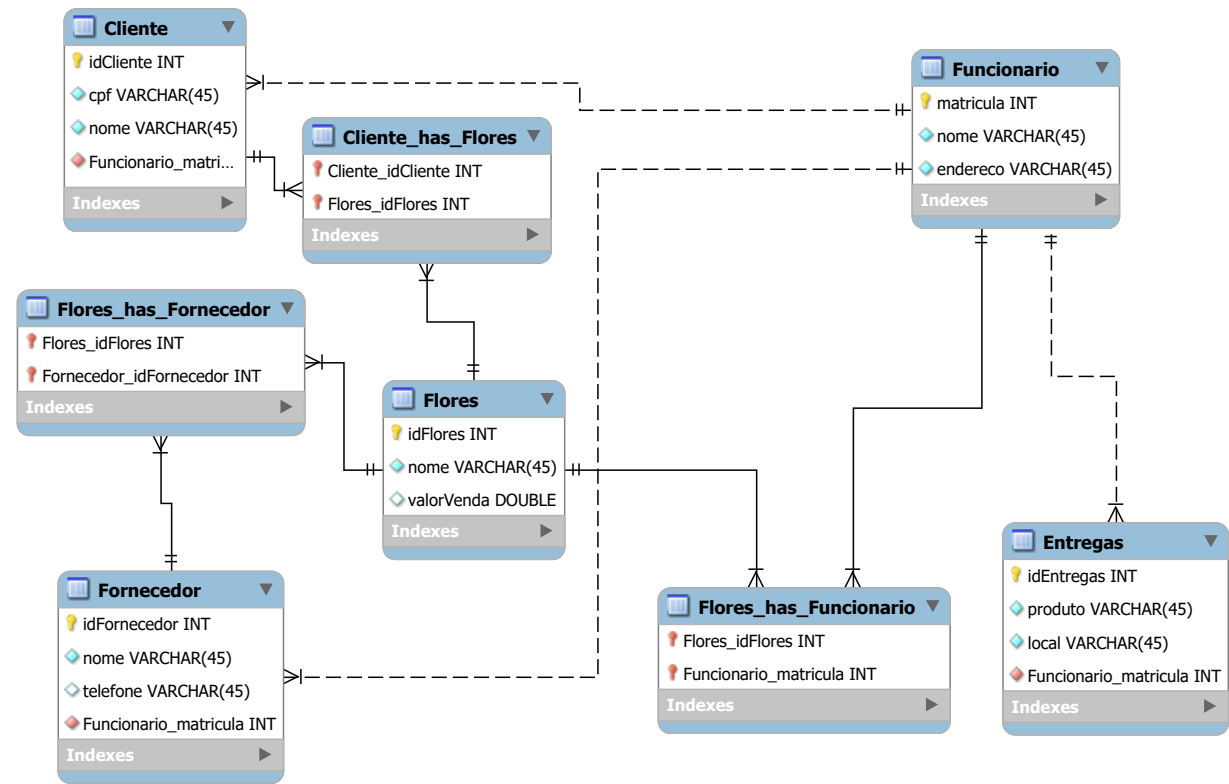 Cliente
idCliente INT
cpf VARCHAR(45)
nome VARCHAR(45)
Funcionario_matri...
Indexes
Cliente_has_Flores
Cliente_idCliente INT
Flores_idFlores INT
Indexes
Funcionario
matricula INT
nome VARCHAR(45)
endereco VARCHAR(45)
Indexes
Flores_has_Fornecedor
Flores_idFlores INT
Fornecedor_idFornecedor INT
Indexes
Flores
idFlores INT
nome VARCHAR(45)
valorVenda DOUBLE
Indexes
Fornecedor
idFornecedor INT
nome VARCHAR(45)
telefone VARCHAR(45)
Funcionario_matricula INT
Indexes
Flores_has_Funcionario
Flores_idFlores INT
Funcionario_matricula INT
Indexes
Entregas
idEntregas INT
produto VARCHAR(45)
local VARCHAR(45)
Funcionario_matricula INT
Indexes